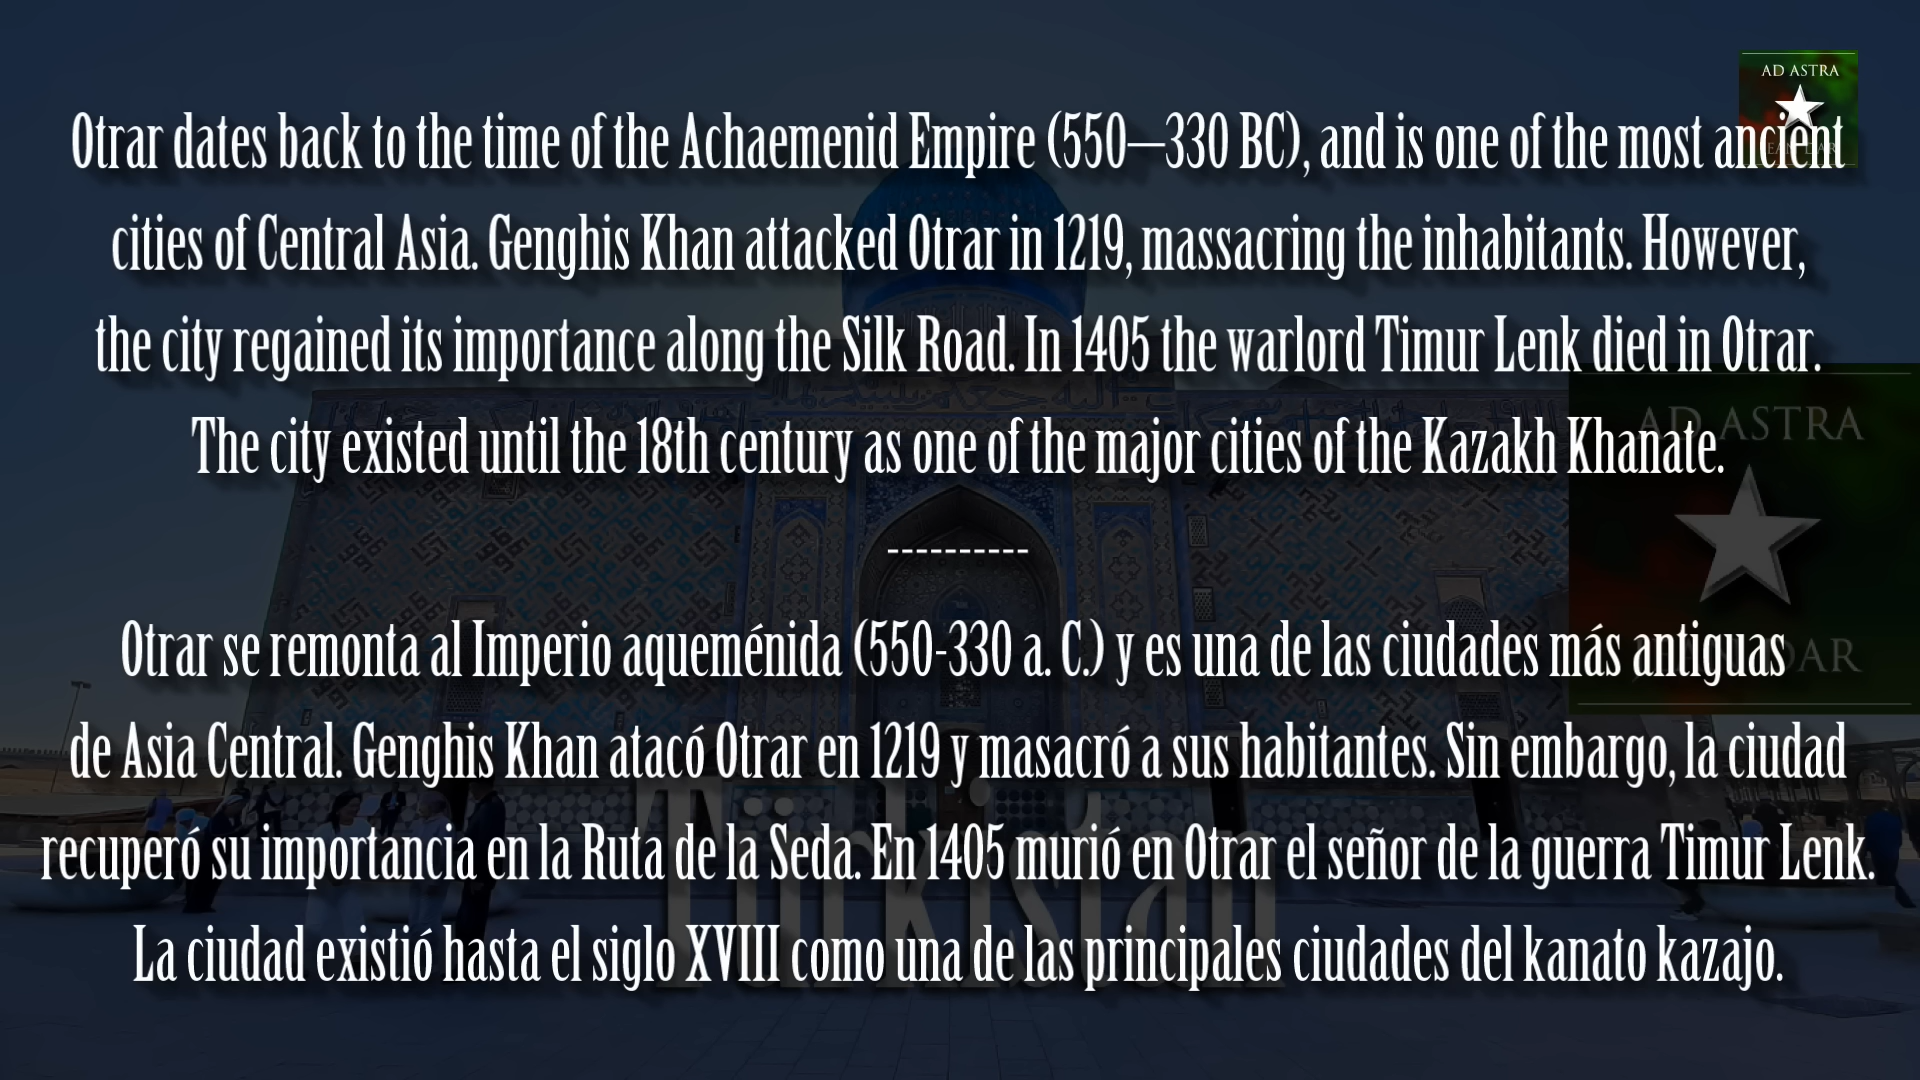 AD ASTRA
Otrar dates back to the time of the Achaemenid Empire (550–330 BC), and is one of the most ancient
cities of Central Asia. Genghis Khan attacked Otrar in 1219, massacring the inhabitants. However,
the city regained its importance along the Silk Road. In 1405 the warlord Timur Lenk died in Otrar.
The city existed until the 18th century as one of the major cities of the Kazakh Khanate.
AD ASTRA
----------
Otrar se remonta al Imperio aqueménida (550-330 a. C.) y es una de las ciudades más antiguas
de Asia Central. Genghis Khan atacó Otrar en 1219 y masacró a sus habitantes. Sin embargo, la ciudad
recuperó su importancia en la Ruta de la Seda. En 1405 murió en Otrar el señor de la guerra Timur Lenk.
Türkistan
La ciudad existió hasta el siglo XVIII como una de las principales ciudades del kanato kazajo.